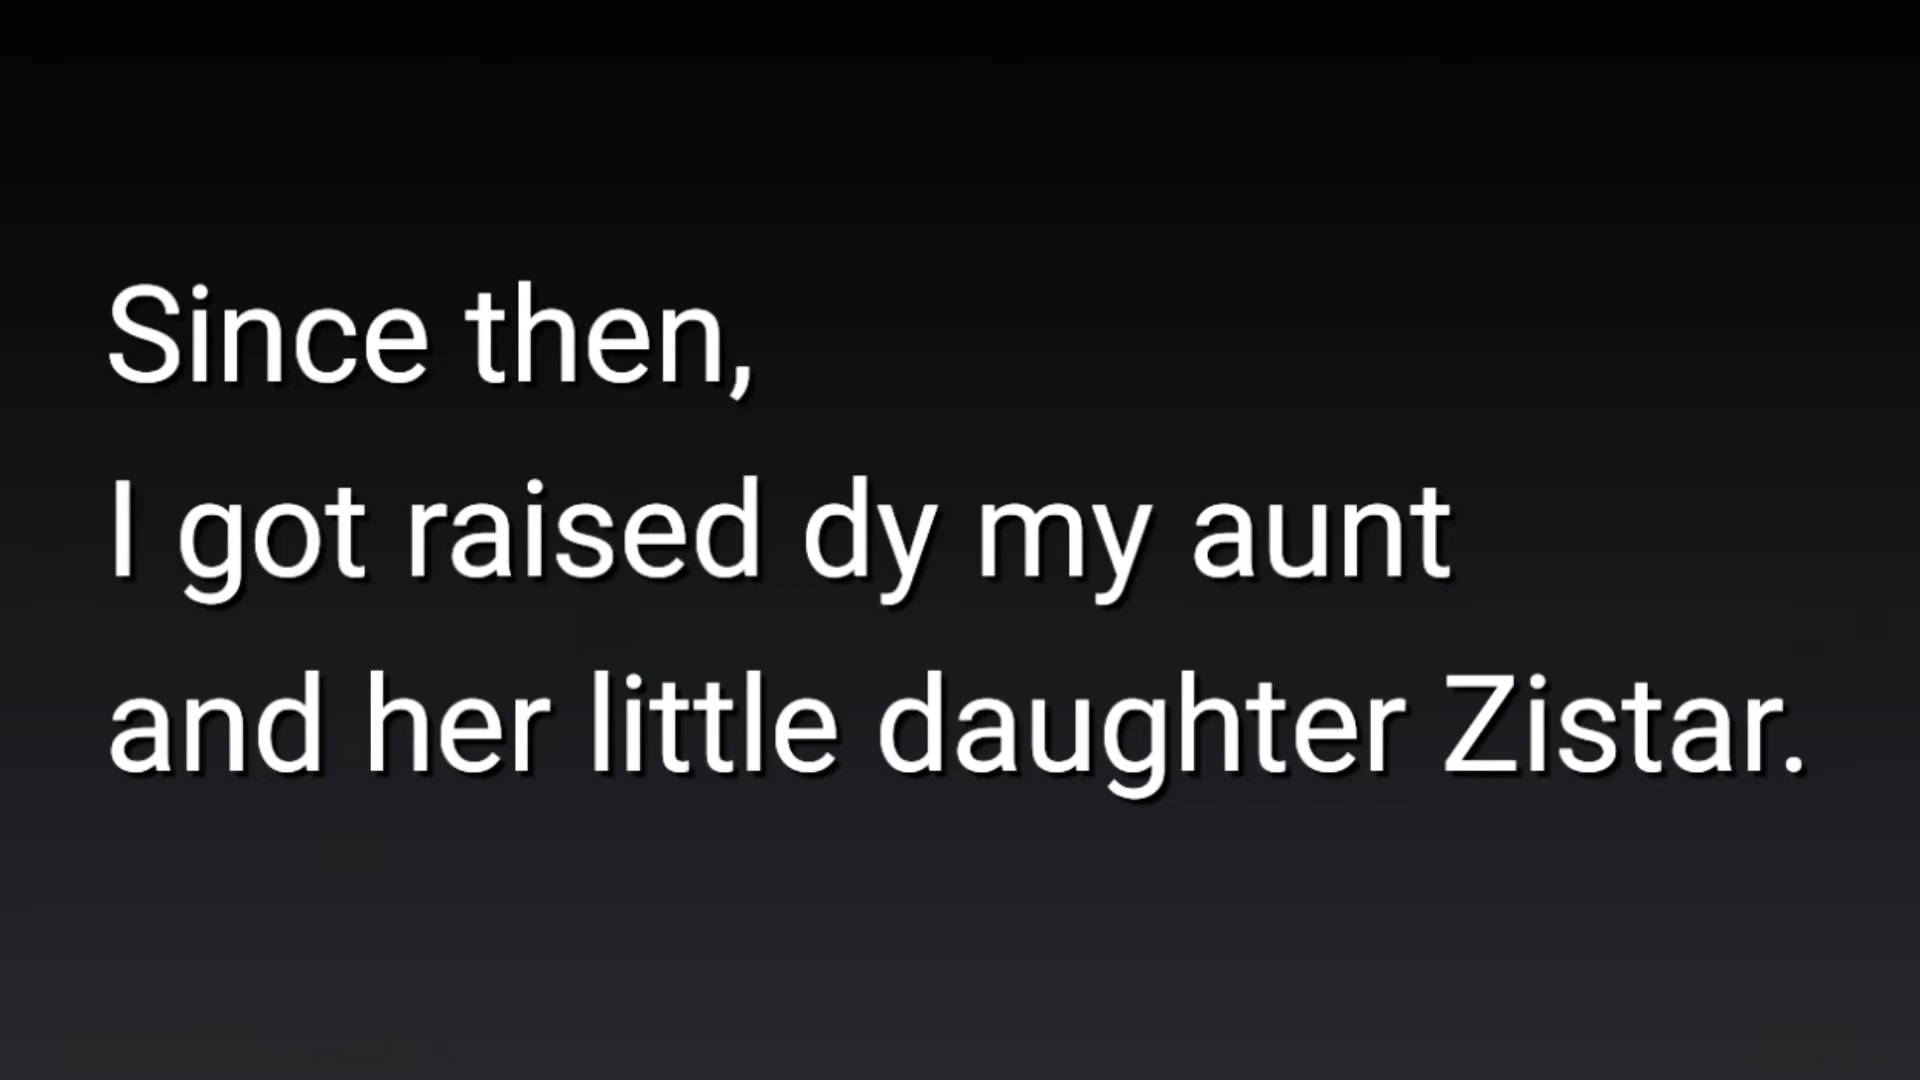 Since then,
I got raised dy my aunt
and her little daughter Zistar.